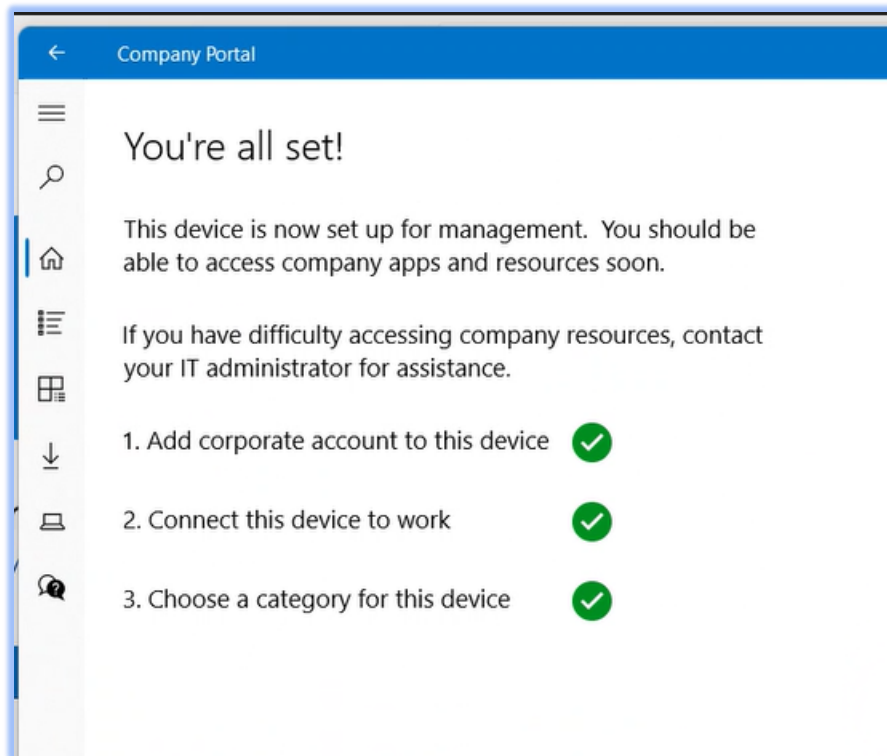 Company Portal
You're all set!
This device is now set up for management.  You should be
able to access company apps and resources soon.
If you have difficulty accessing company resources, contact
your IT administrator for assistance.
1. Add corporate account to this device
2. Connect this device to work
3. Choose a category for this device